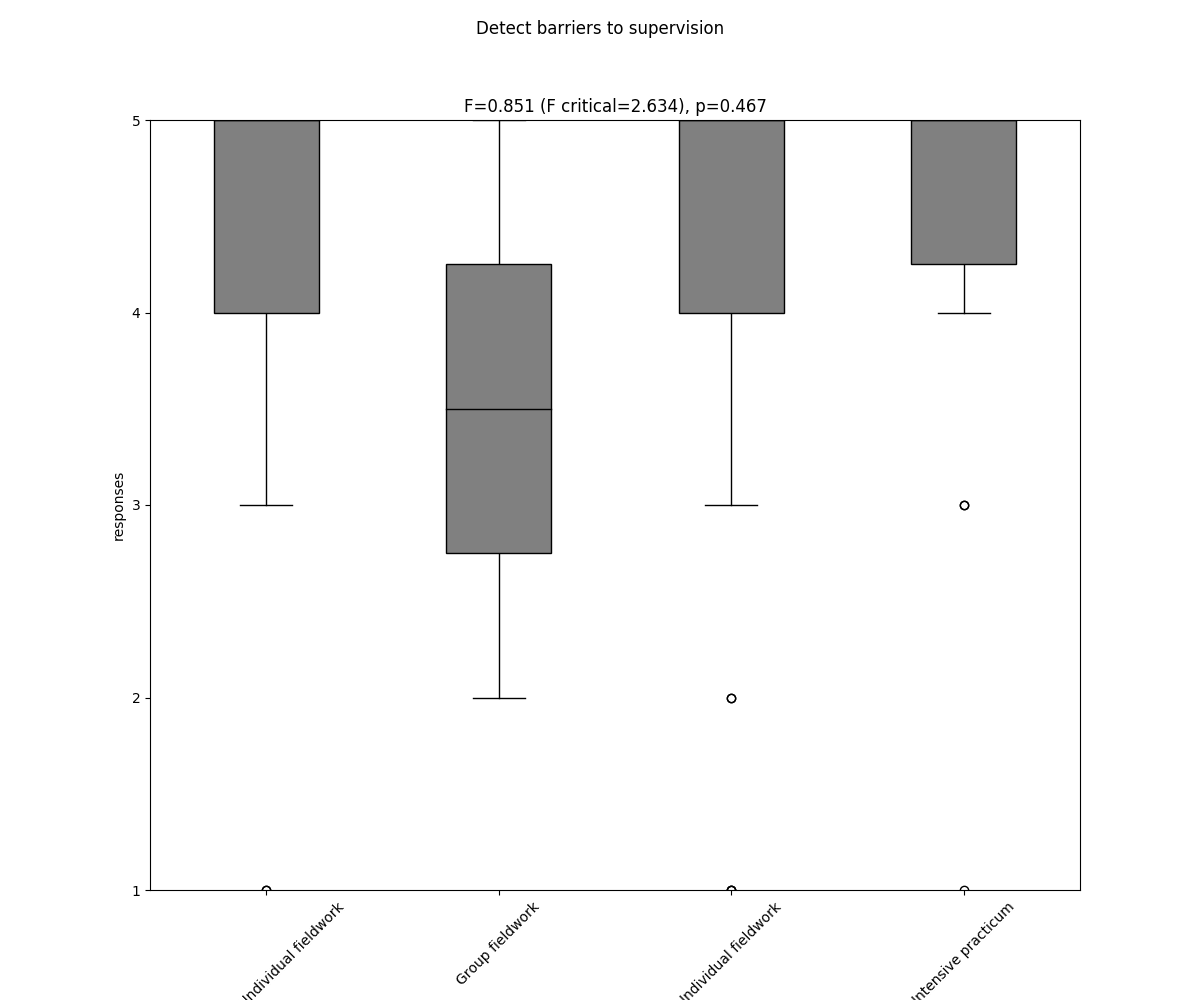 Detect barriers to supervision
F=0.851 (F critical=2.634), p=0.467
5
4
3
2
1
responses
Individual fieldwork
Group fieldwork
Individual fieldwork
Intensive practicum